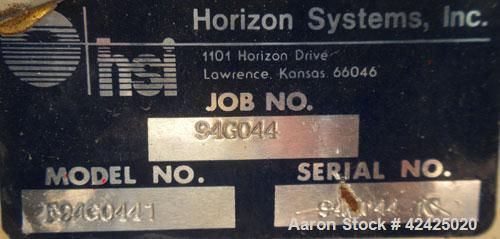 Horizon Systems, Inc.
hsi
1101 Horizon Drive
Lawrence, Kansas 66046
JOB NO.
94G044
MODEL NO. SERIAL NO.
Aaron Stock # 42425020